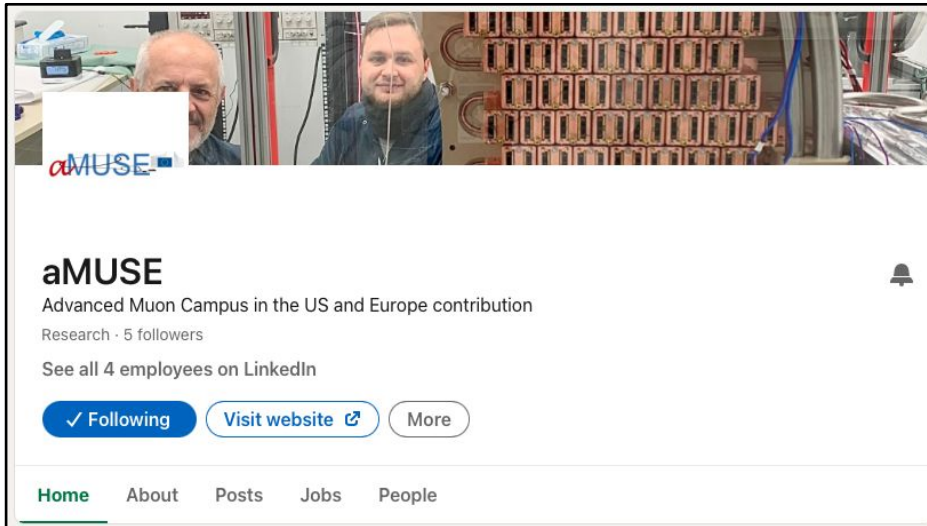 aMUSE
aMUSE
Advanced Muon Campus in the US and Europe contribution
Research · 5 followers
See all 4 employees on LinkedIn
✓ Following Visit website More
Home About Posts Jobs People